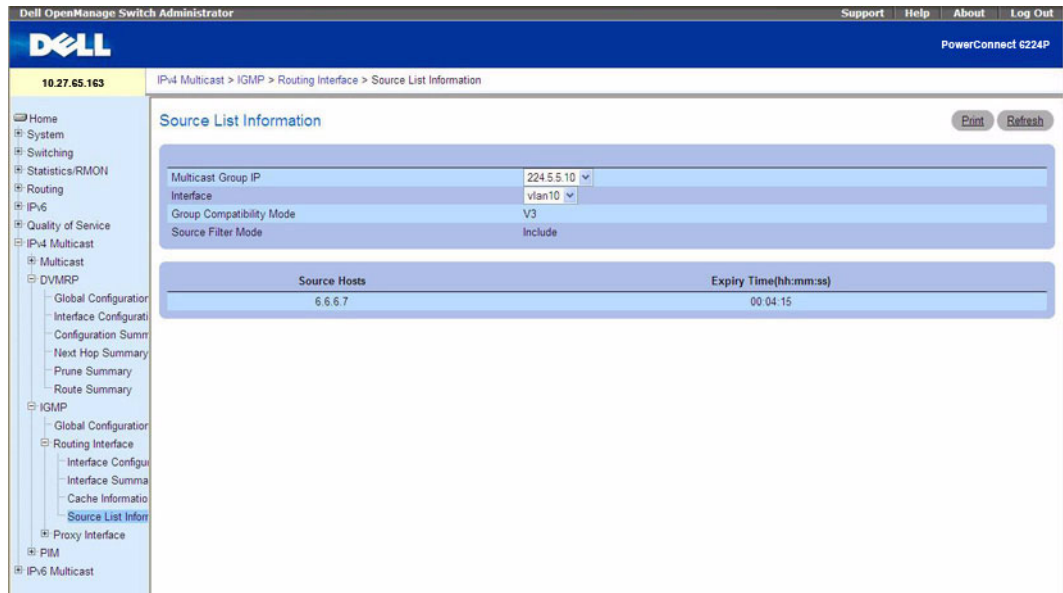 Dell OpenManage Switch Administrator
Support Help About Log Out
DELL
PowerConnect 6224P
10.27.65.163
IPv4 Multicast > IGMP > Routing Interface > Source List Information
Home
System
Switching
Statistics/RMON
Routing
IPv6
Quality of Service
IPv4 Multicast
Multicast
DVMRP
Global Configuration
Interface Configurati
Configuration Summ
Next Hop Summary
Prune Summary
Route Summary
IGMP
Global Configuration
Routing Interface
Interface Configu
Interface Summa
Cache Informatio
Source List Inform
Proxy Interface
PIM
IPv6 Multicast
Source List Information
Print Refresh
Multicast Group IP 224.5.5.10
Interface vlan10
Group Compatibility Mode V3
Source Filter Mode Include
Source Hosts Expiry Time(hh:mm:ss)
6.6.6.7 00:04:15